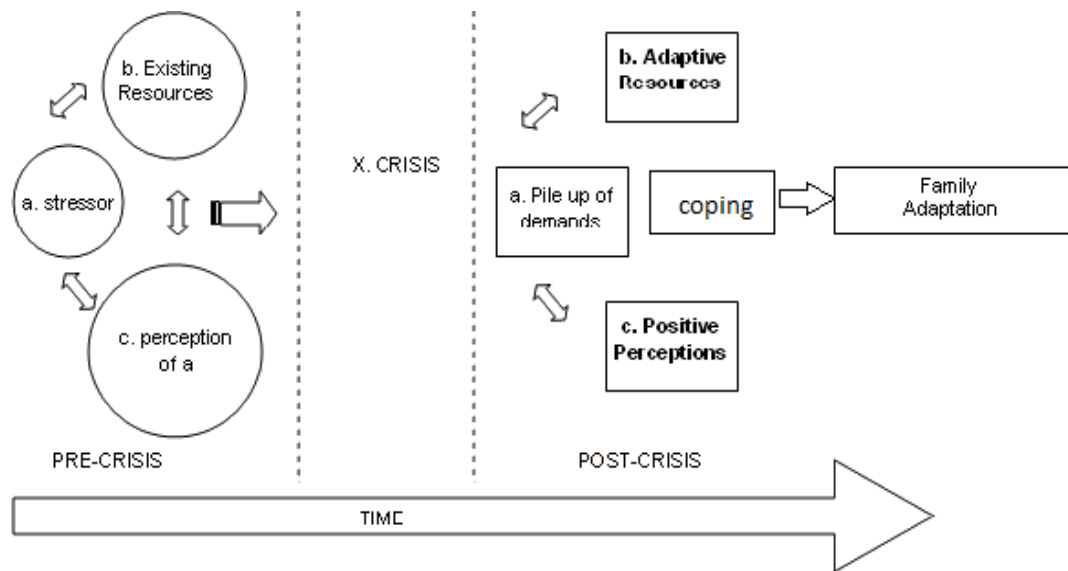 b. Existing
Resources
a. stressor
c. perception
of a
X. CRISIS
b. Adaptive
Resources
a. Pile up of
demands
coping
Family
Adaptation
c. Positive
Perceptions
PRE-CRISIS
POST-CRISIS
TIME